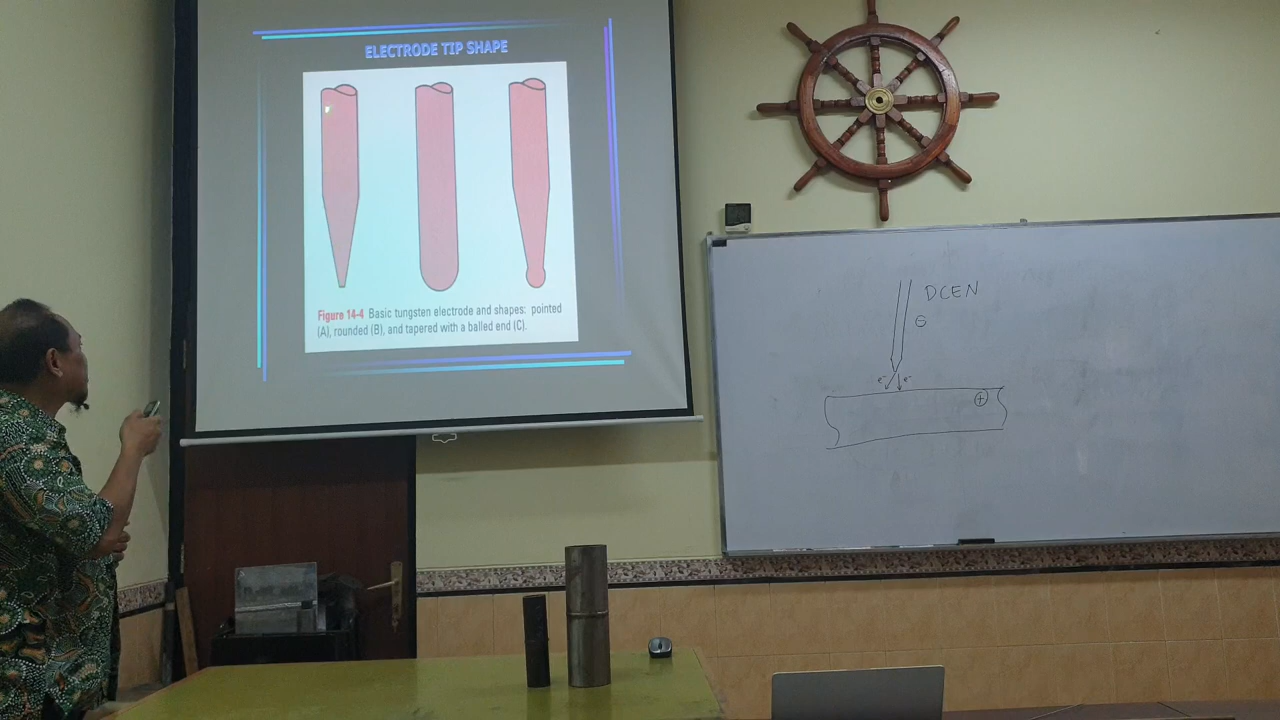 ELECTRODE TIP SHAPE
Figure 14-4 Basic tungsten electrode and shapes: pointed
(A), rounded (B), and tapered with a balled end (C).
DCEN
⊖
e⁻ e⁻
⊕